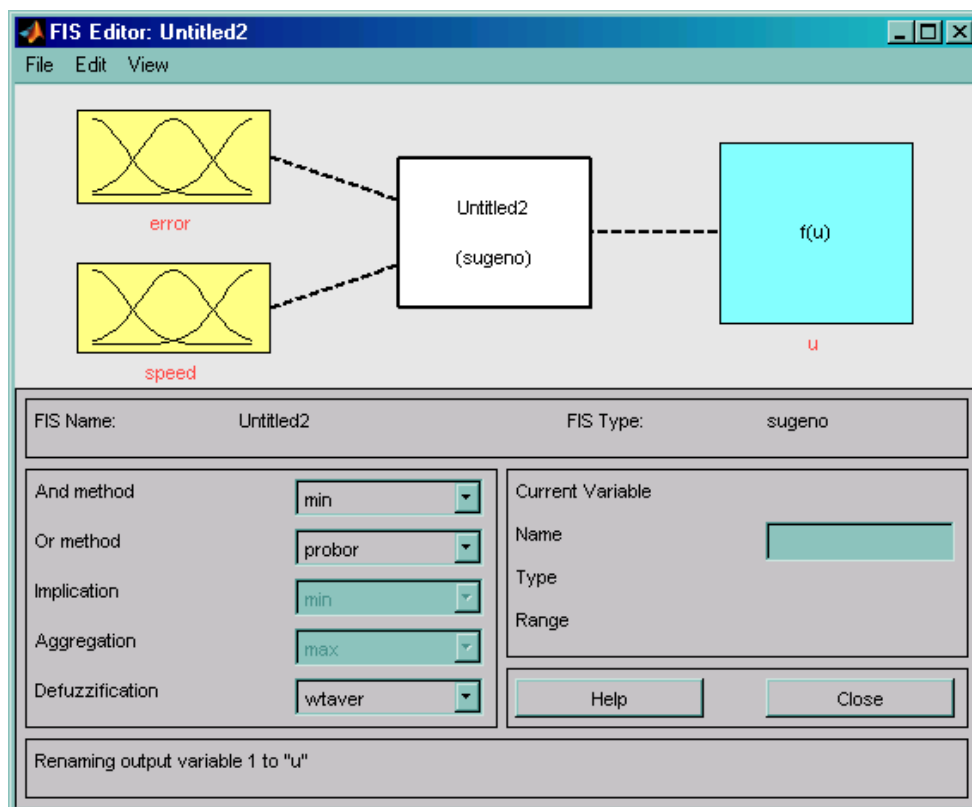 FIS Editor: Untitled2
File Edit View
error
speed
Untitled2
(sugeno)
f(u)
u
FIS Name: Untitled2 FIS Type: sugeno
And method min
Or method probor
Implication min
Aggregation max
Defuzzification wtaver
Current Variable
Name
Type
Range
Help Close
Renaming output variable 1 to "u"